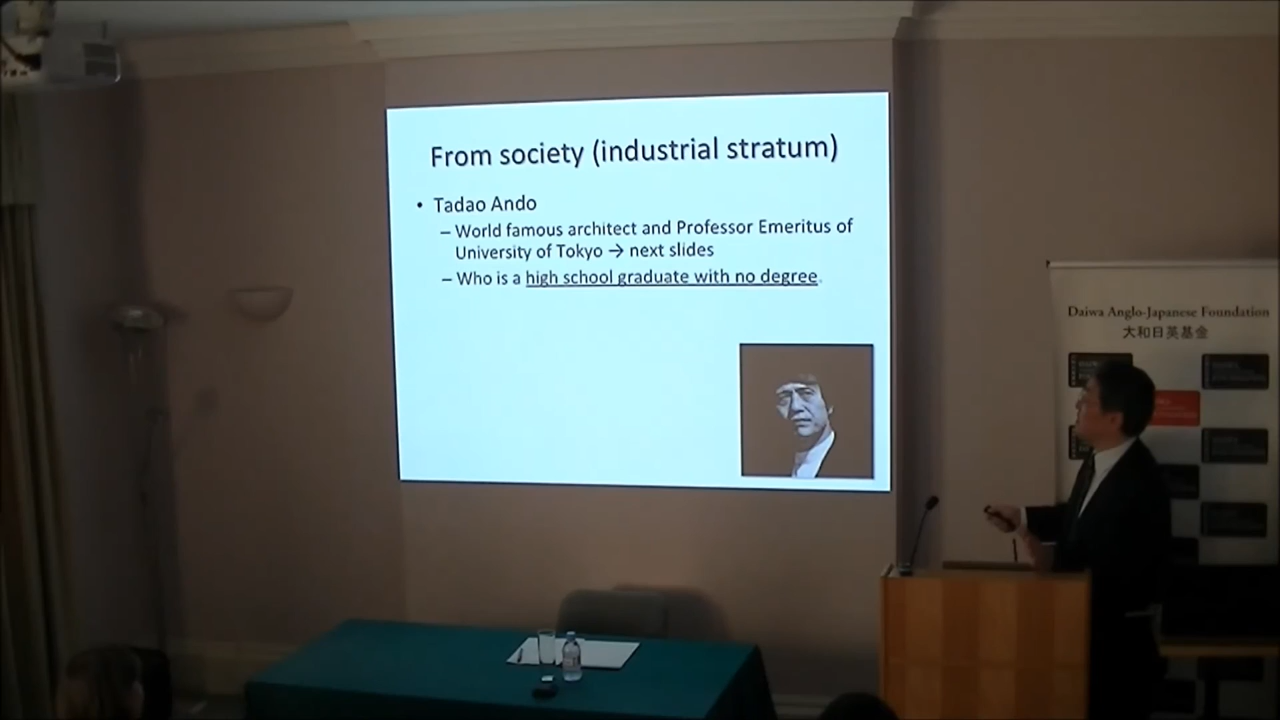 From society (industrial stratum)
• Tadao Ando
– World famous architect and Professor Emeritus of
University of Tokyo → next slides
– Who is a high school graduate with no degree.
Daiwa Anglo-Japanese Foundation
大和日英基金